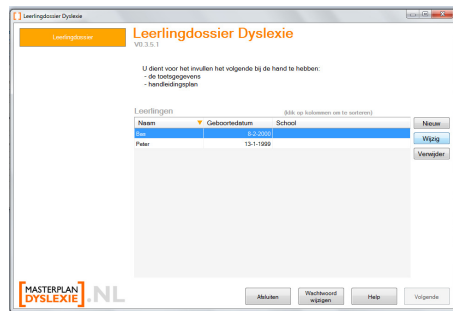 Leerlingdossier Dyslexie
Leerlingdossier
Leerlingdossier Dyslexie
V0.3.5.1
U dient voor het invullen het volgende bij de hand te hebben:
- de toetsgegevens
- handleidingsplan
Leerlingen (klik op kolommen om te sorteren)
Naam Geboortedatum School
Bas 8-2-2000
Peter 13-1-1999
Nieuw
Wijzig
Verwijder
MASTERPLAN
DYSLEXIE .NL
Afsluiten
Wachtwoord
wijzigen
Help
Volgende